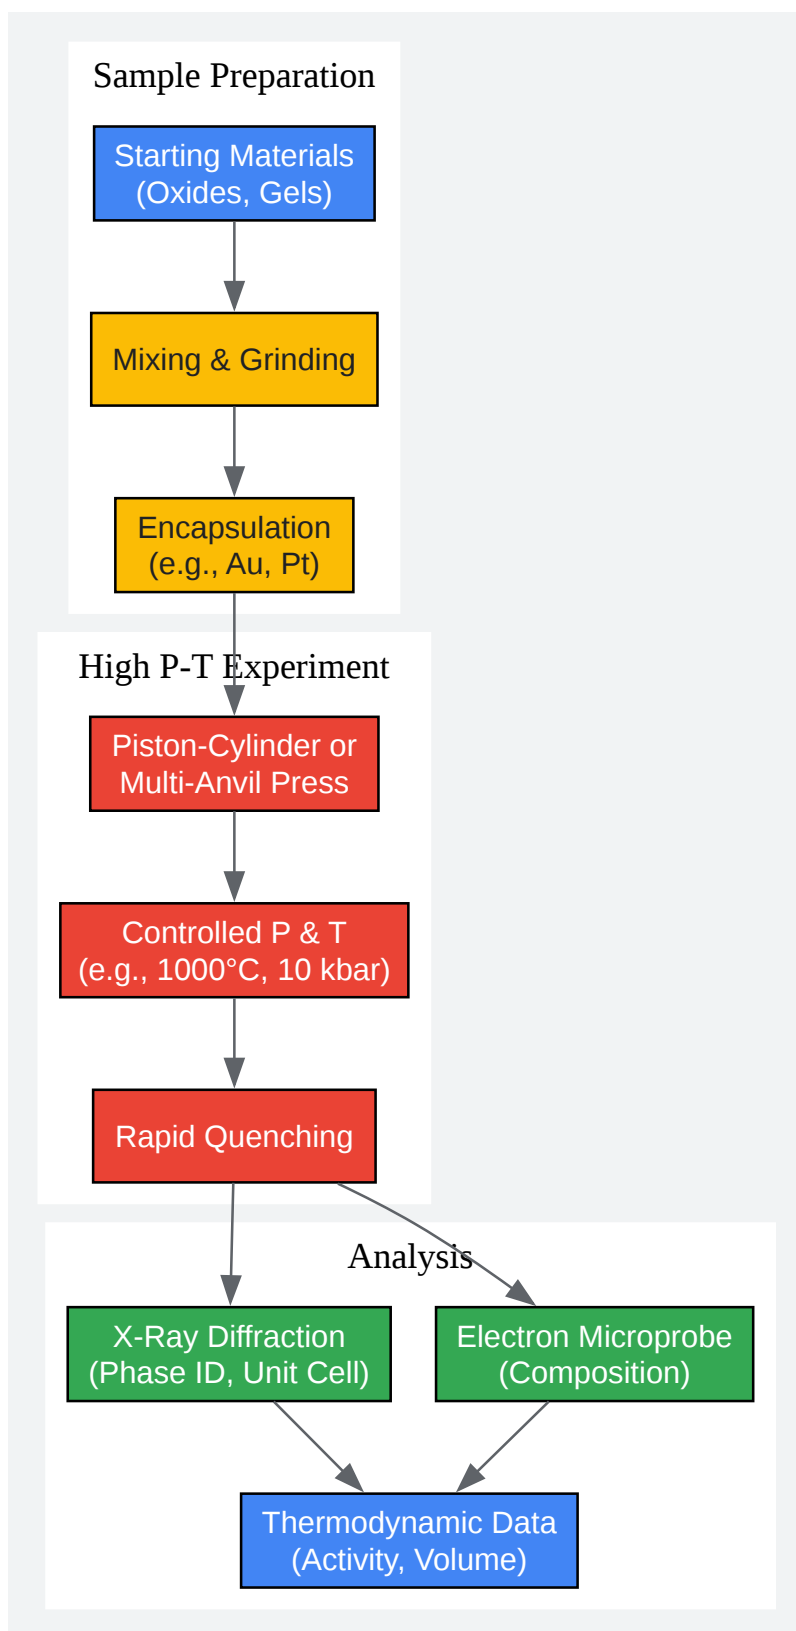 Sample Preparation
Starting Materials
(Oxides, Gels)
Mixing & Grinding
Encapsulation
(e.g., Au, Pt)
High P-T Experiment
Piston-Cylinder or
Multi-Anvil Press
Controlled P & T
(e.g., 1000°C, 10 kbar)
Rapid Quenching
Analysis
X-Ray Diffraction
(Phase ID, Unit Cell)
Electron Microprobe
(Composition)
Thermodynamic Data
(Activity, Volume)